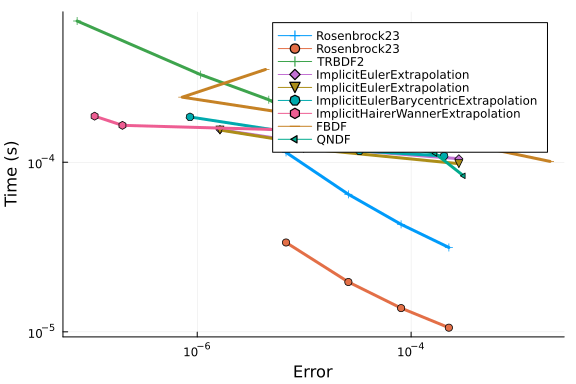 Rosenbrock23
Rosenbrock23
TRBDF2
ImplicitEulerExtrapolation
ImplicitEulerExtrapolation
ImplicitEulerBarycentricExtrapolation
ImplicitHairerWannerExtrapolation
FBDF
QNDF
Time (s)
10⁻⁴
10⁻⁵
10⁻⁶
10⁻⁴
Error